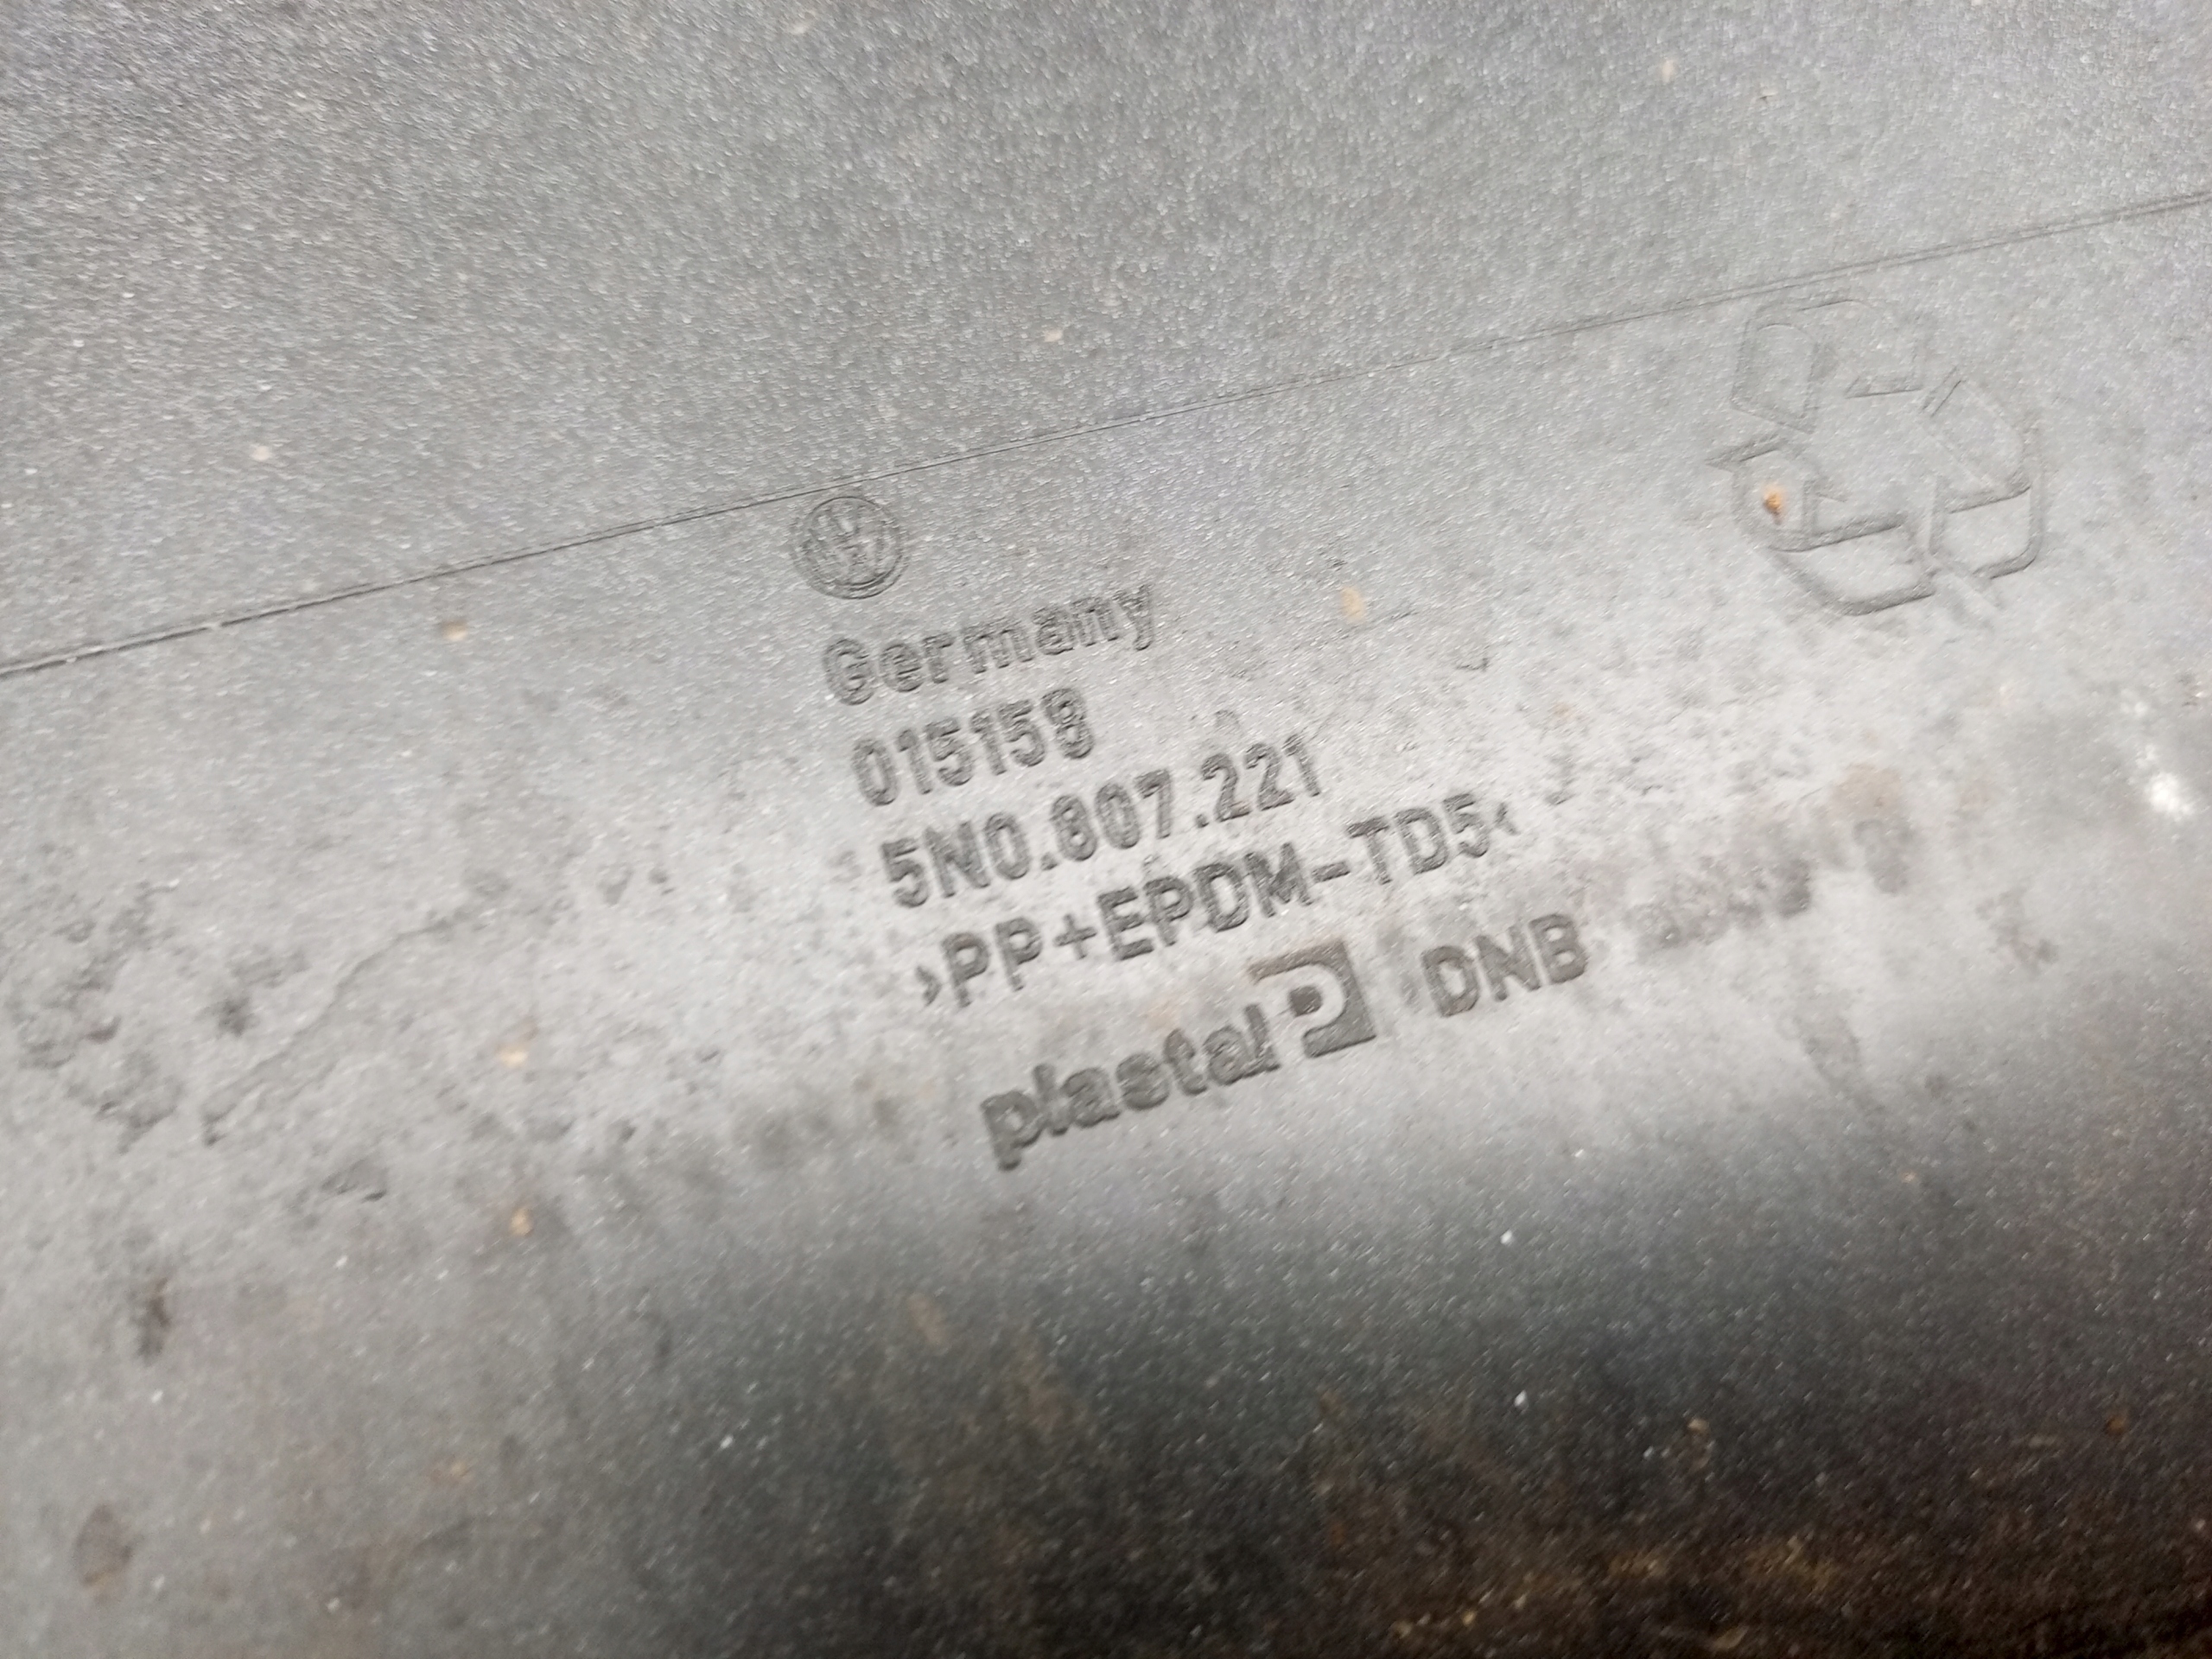 Germany
015158
5N0.807.221
>PP+EPDM-TD5<
plastal DNB